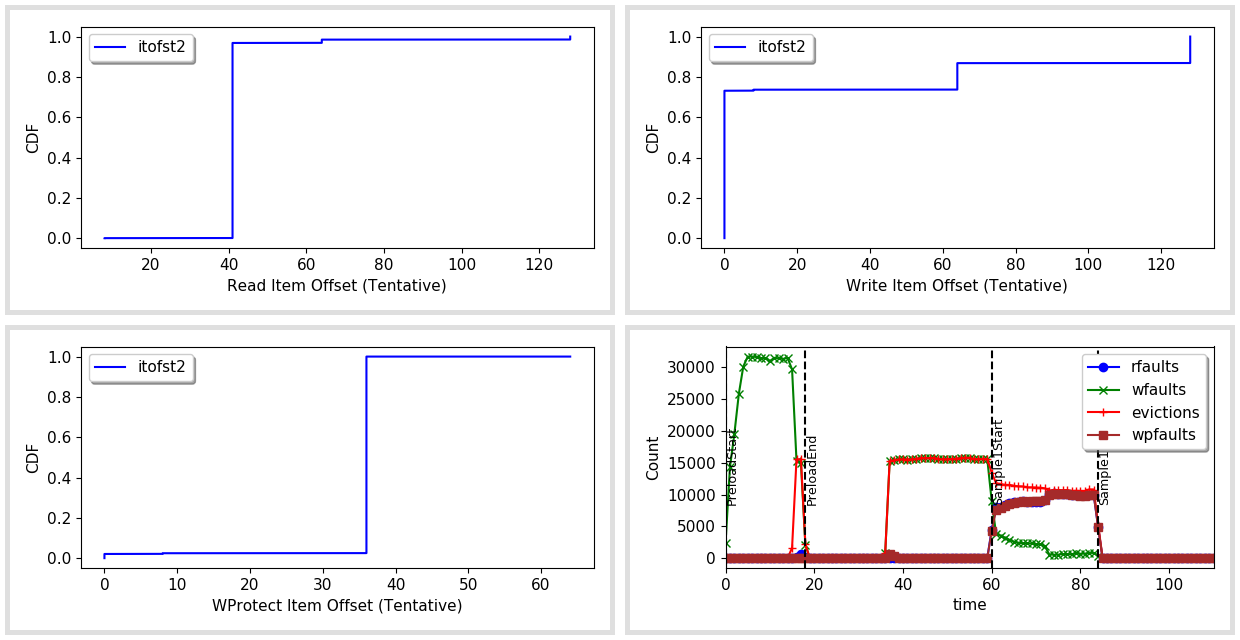 itofst2
CDF
1.0
0.8
0.6
0.4
0.2
0.0
20 40 60 80 100 120
Read Item Offset (Tentative)
itofst2
CDF
1.0
0.8
0.6
0.4
0.2
0.0
0 20 40 60 80 100 120
Write Item Offset (Tentative)
itofst2
CDF
1.0
0.8
0.6
0.4
0.2
0.0
0 10 20 30 40 50 60
WProtect Item Offset (Tentative)
Count
30000
25000
20000
15000
10000
5000
0
PreloadStart
PreloadEnd
Sample1Start
Sample1
rfaults
wfaults
evictions
wpfaults
0 20 40 60 80 100
time